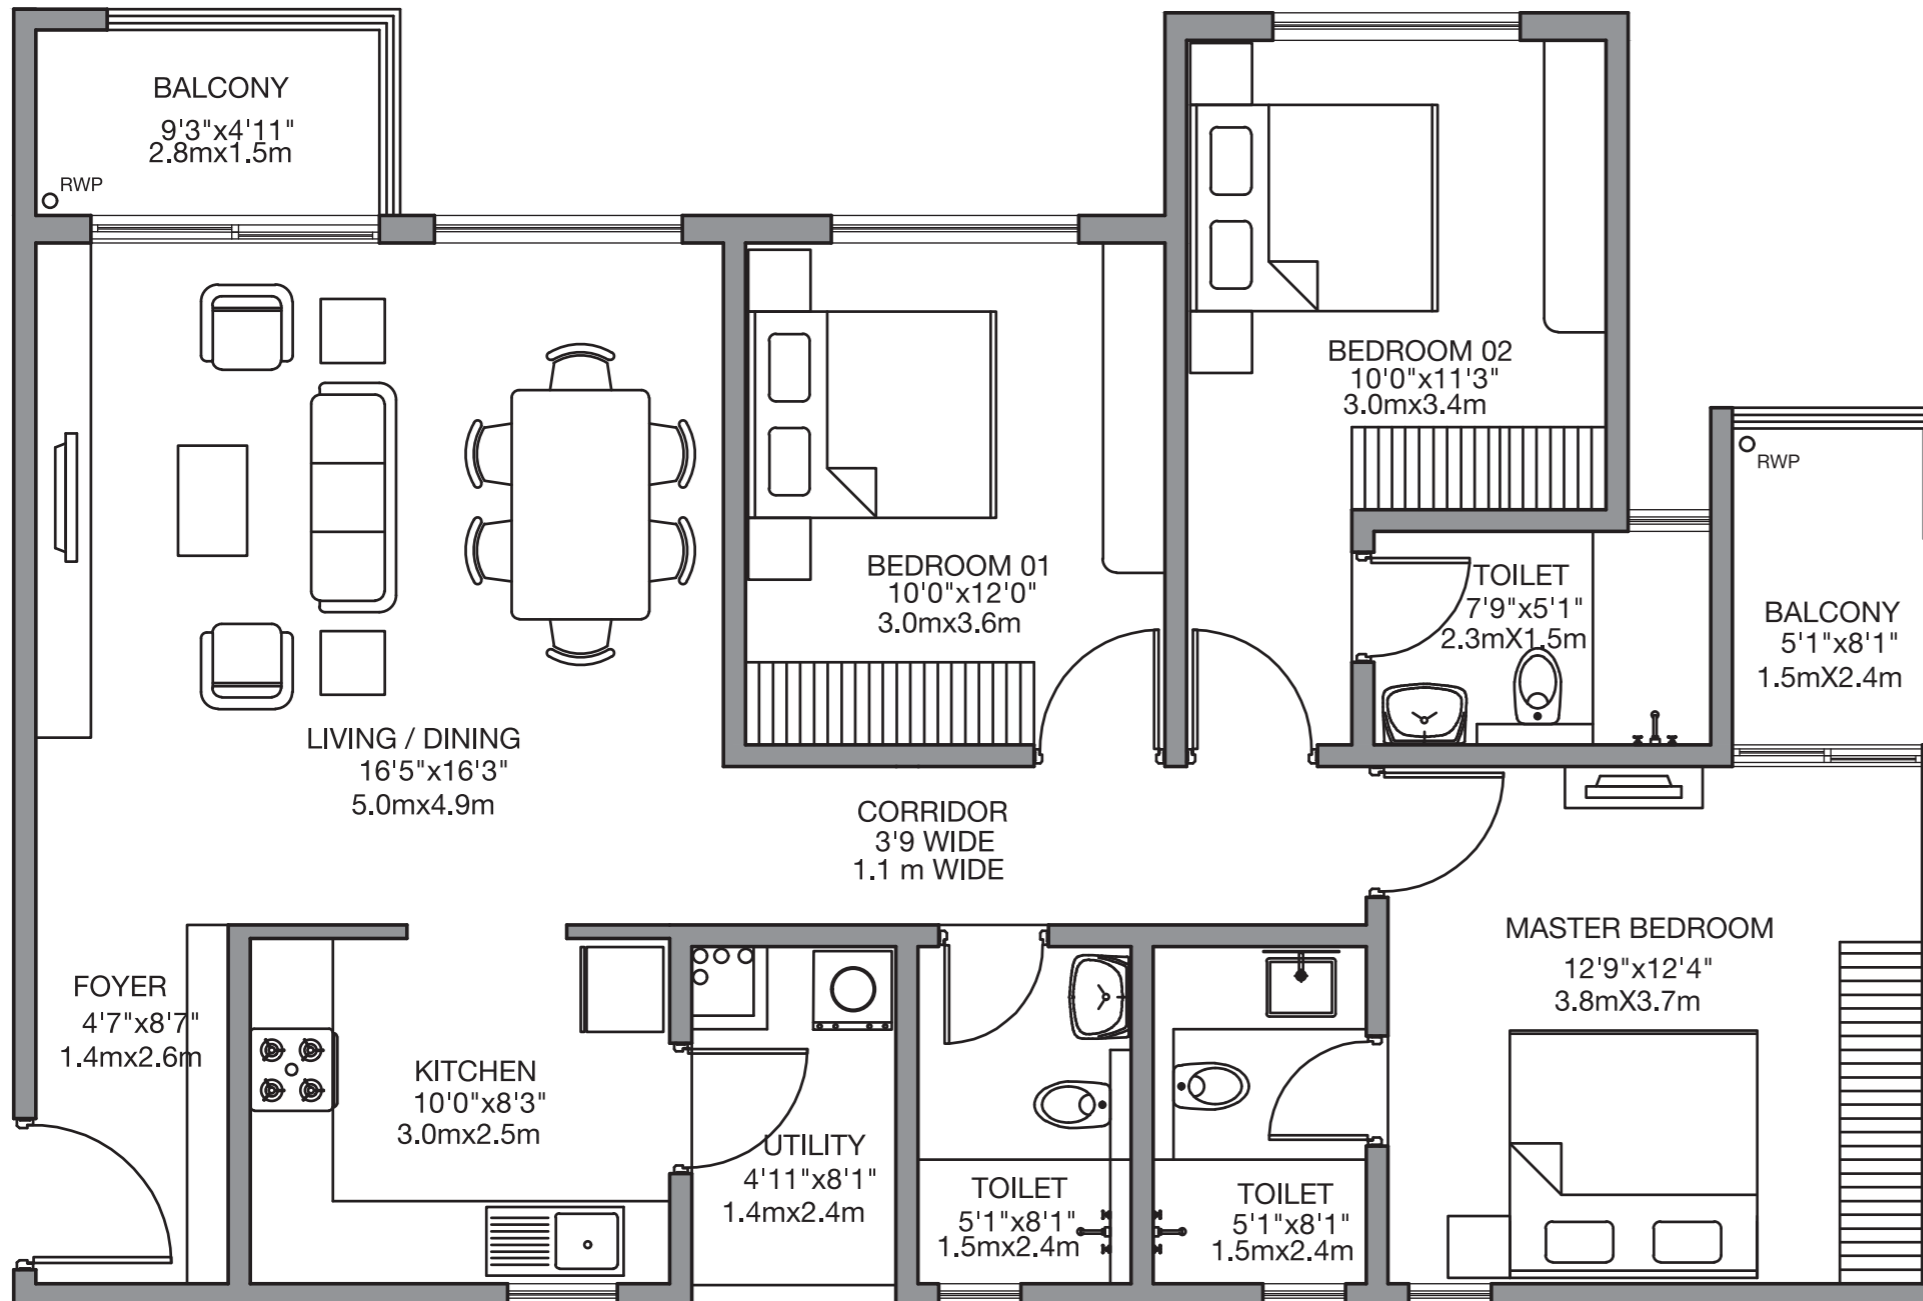 BALCONY
9'3"x4'11"
2.8mx1.5m
RWP
BEDROOM 02
10'0"x11'3"
3.0mx3.4m
RWP
BEDROOM 01
10'0"x12'0"
3.0mx3.6m
TOILET
7'9"x5'1"
2.3mX1.5m
BALCONY
5'1"x8'1"
1.5mX2.4m
LIVING / DINING
16'5"x16'3"
5.0mx4.9m
CORRIDOR
3'9 WIDE
1.1 m WIDE
MASTER BEDROOM
12'9"x12'4"
3.8mX3.7m
FOYER
4'7"x8'7"
1.4mx2.6m
KITCHEN
10'0"x8'3"
3.0mx2.5m
UTILITY
4'11"x8'1"
1.4mx2.4m
TOILET
5'1"x8'1"
1.5mx2.4m
TOILET
5'1"x8'1"
1.5mx2.4m